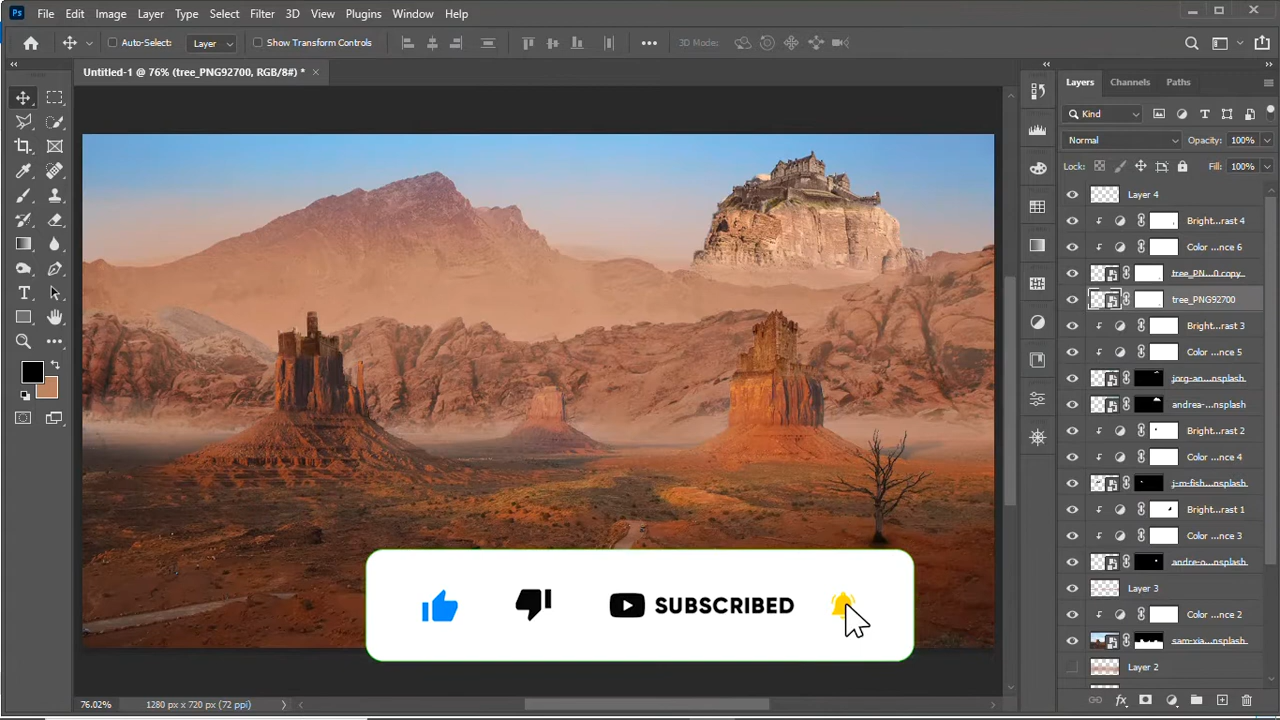 Ps File Edit Image Layer Type Select Filter 3D View Plugins Window Help
Auto-Select: Layer Show Transform Controls 3D Mode:
Untitled-1 @ 76% (tree_PNG92700, RGB/8#) * ×
Layers Channels Paths
Kind
Normal Opacity: 100%
Lock: Fill: 100%
Layer 4
Bright...rast 4
Color ...nce 6
tree_PN...0 copy
tree_PNG92700
Bright...rast 3
Color ...nce 5
jorg-ao...nsplash
andrea-...nsplash
Bright...rast 2
Color ...nce 4
j-m-fish...nsplash
Bright...rast 1
Color ...nce 3
andre-o...nsplash
Layer 3
Color ...nce 2
sam-xia...nsplash
Layer 2
SUBSCRIBED
76.02% 1280 px x 720 px (72 ppi)